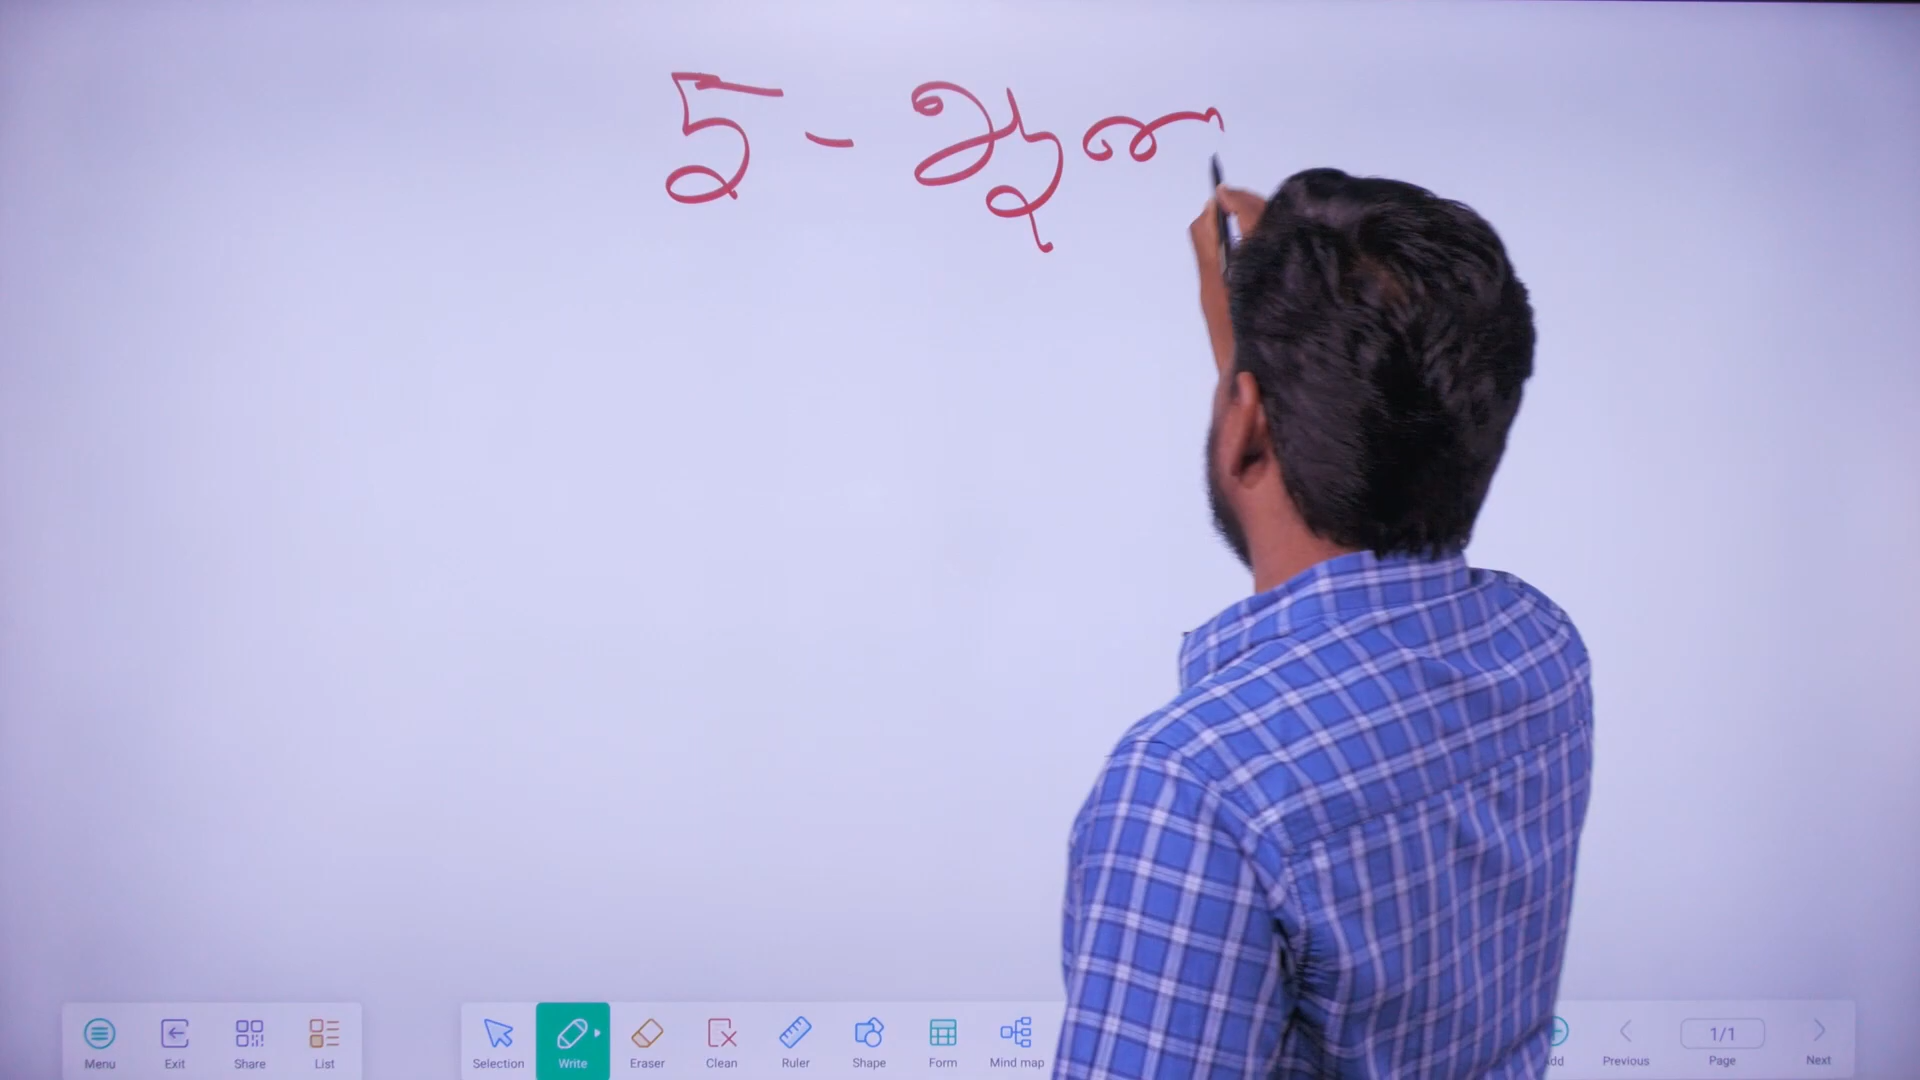 5 - ஆண
Menu Exit Share List Selection Write Eraser Clean Ruler Shape Form Mind map Previous 1/1 Page Next